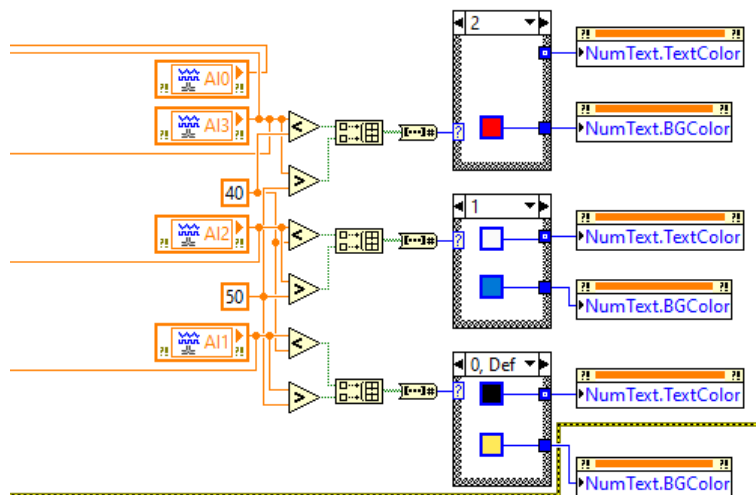 2
NumText.TextColor
AI0
AI3
NumText.BGColor
40
1
AI2
NumText.TextColor
50
NumText.BGColor
AI1
0, Def
NumText.TextColor
NumText.BGColor